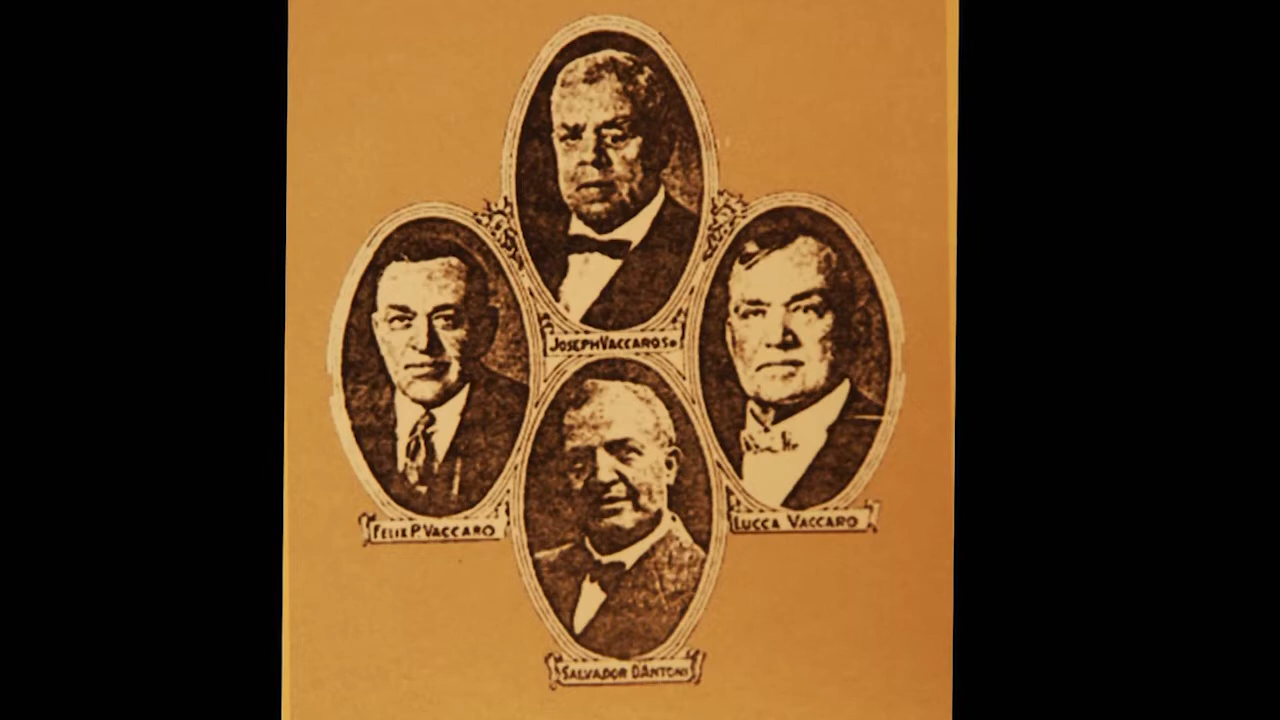 JOSEPH VACCARO SR
FELIX P. VACCARO
LUCCA VACCARO
SALVADOR D'ANTONI